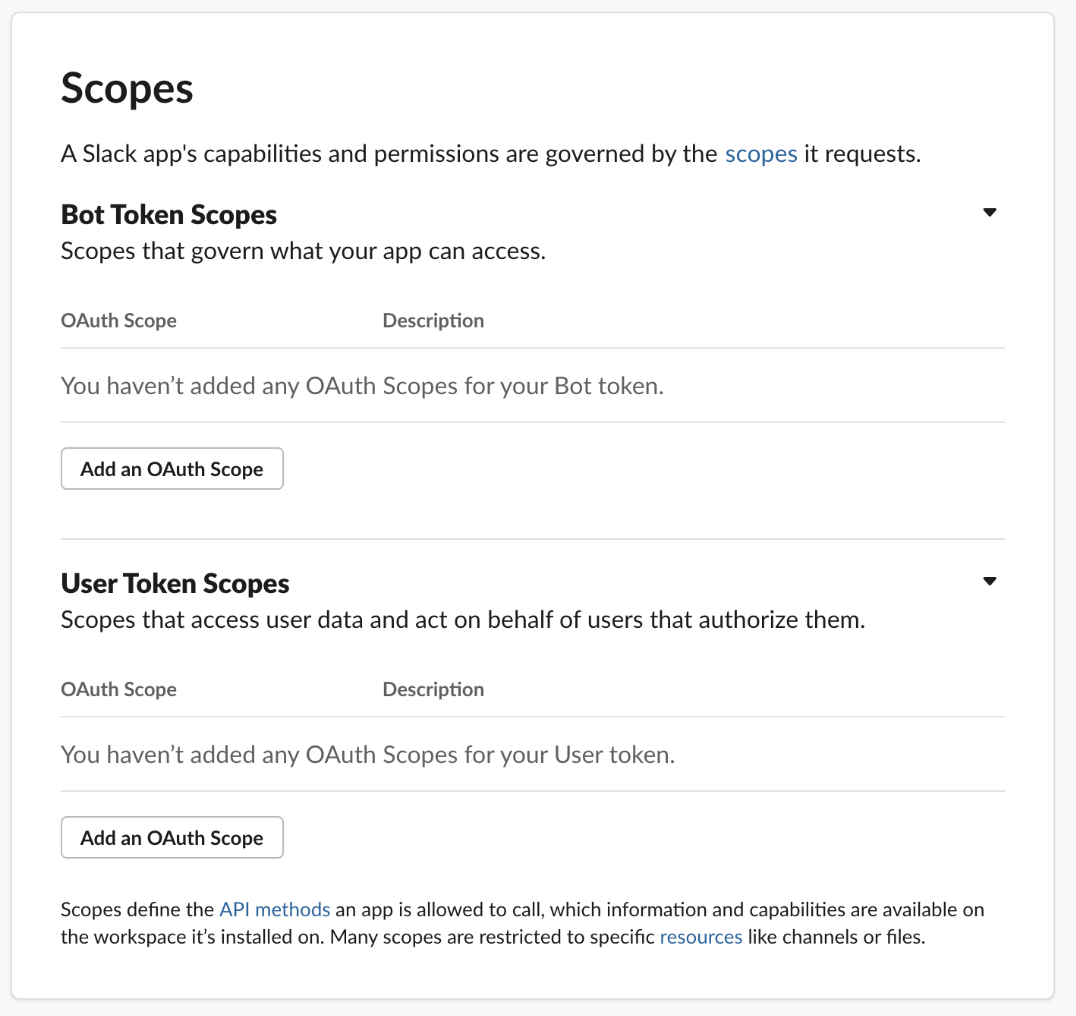 Scopes
A Slack app's capabilities and permissions are governed by the scopes it requests.
Bot Token Scopes
Scopes that govern what your app can access.
OAuth Scope Description
You haven’t added any OAuth Scopes for your Bot token.
Add an OAuth Scope
User Token Scopes
Scopes that access user data and act on behalf of users that authorize them.
OAuth Scope Description
You haven’t added any OAuth Scopes for your User token.
Add an OAuth Scope
Scopes define the API methods an app is allowed to call, which information and capabilities are available on
the workspace it’s installed on. Many scopes are restricted to specific resources like channels or files.